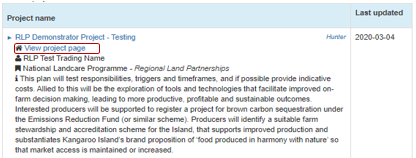 Project name
Last updated
RLP Demonstrator Project - Testing
Hunter
2020-03-04
View project page
RLP Test Trading Name
National Landcare Programme - Regional Land Partnerships
This plan will test responsibilities, triggers and timeframes, and if possible provide indicative
costs. Allied to this will be the exploration of tools and technologies that facilitate improved on-
farm decision making, leading to more productive, profitable and sustainable outcomes.
Interested producers will be supported to register a project for brown carbon sequestration under
the Emissions Reduction Fund (or similar scheme). Producers will identify a suitable farm
stewardship and accreditation scheme for the Island, that supports improved production and
substantiates Kangaroo Island's brand proposition of 'food produced in harmony with nature' so
that market access is maintained or increased.